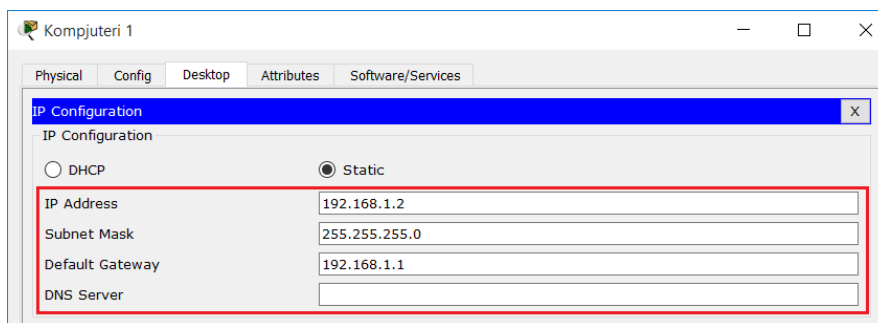 Kompjuteri 1
Physical Config Desktop Attributes Software/Services
IP Configuration X
IP Configuration
DHCP Static
IP Address 192.168.1.2
Subnet Mask 255.255.255.0
Default Gateway 192.168.1.1
DNS Server